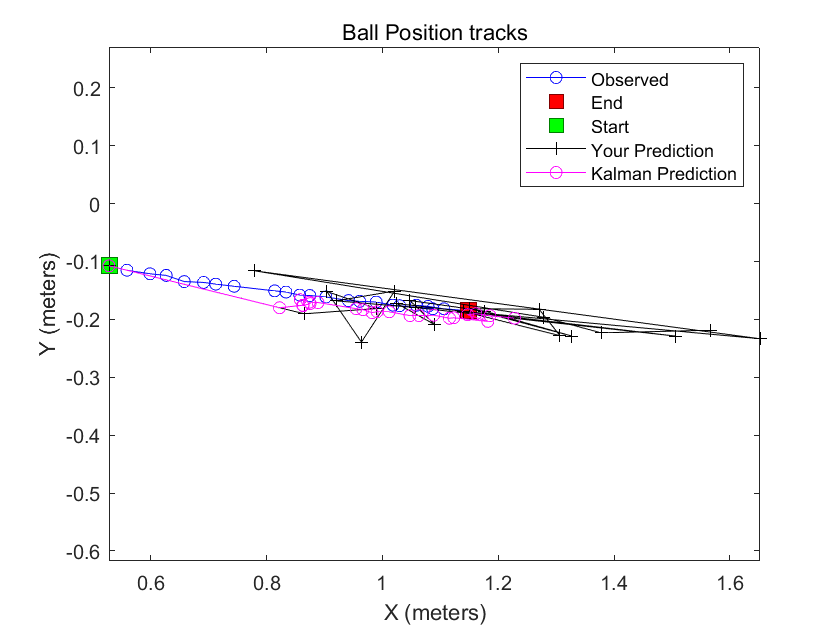 Ball Position tracks
Observed
End
Start
Your Prediction
Kalman Prediction
0.2
0.1
0
-0.1
-0.2
-0.3
-0.4
-0.5
-0.6
Y (meters)
0.6 0.8 1 1.2 1.4 1.6
X (meters)